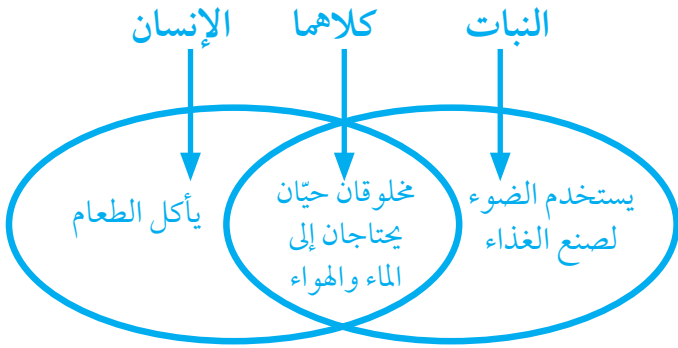 النبات
كلاهما
الإنسان
يستخدم الضوء
لصنع الغذاء
مخلوقان حيّان
يحتاجان إلى
الماء والهواء
يأكل الطعام